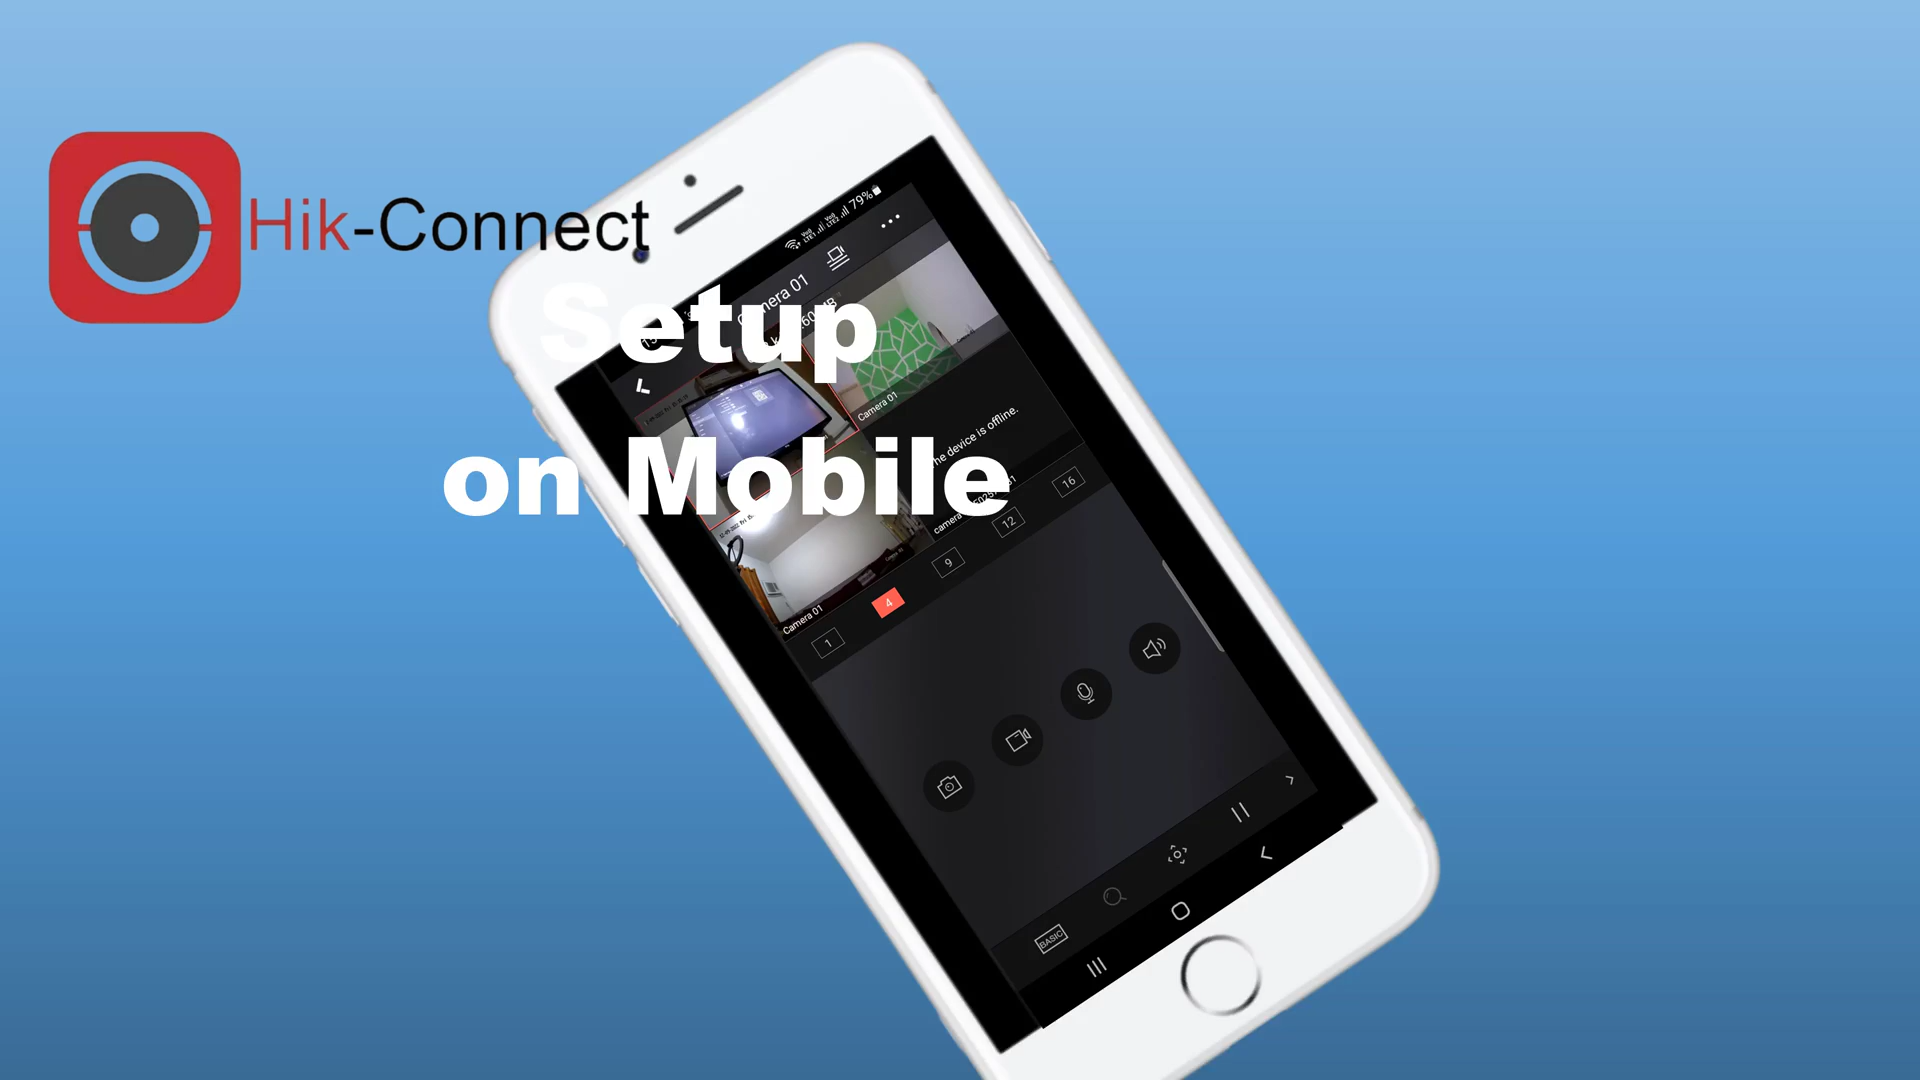 Hik-Connect
Setup
on Mobile
79%
Camera 01
The device is offline.
Camera 01
1
4
9
12
16
BASIC